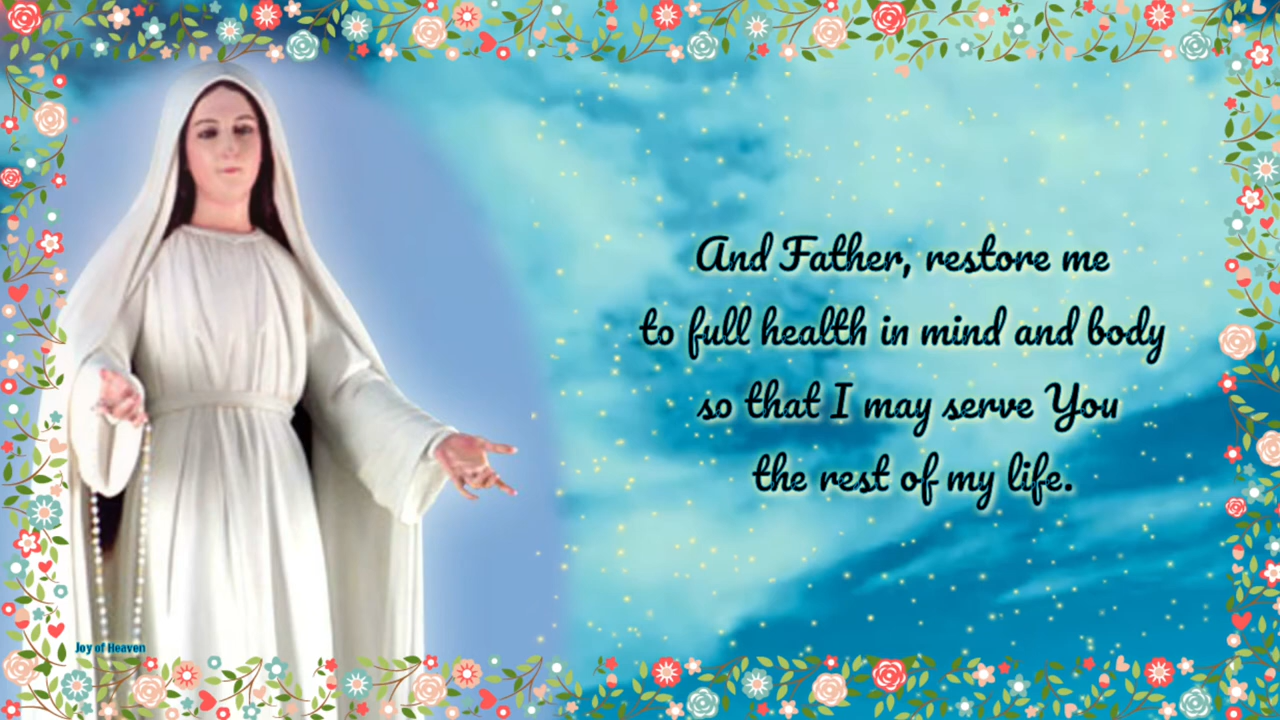 And Father, restore me
to full health in mind and body
so that I may serve You
the rest of my life.
Joy of Heaven